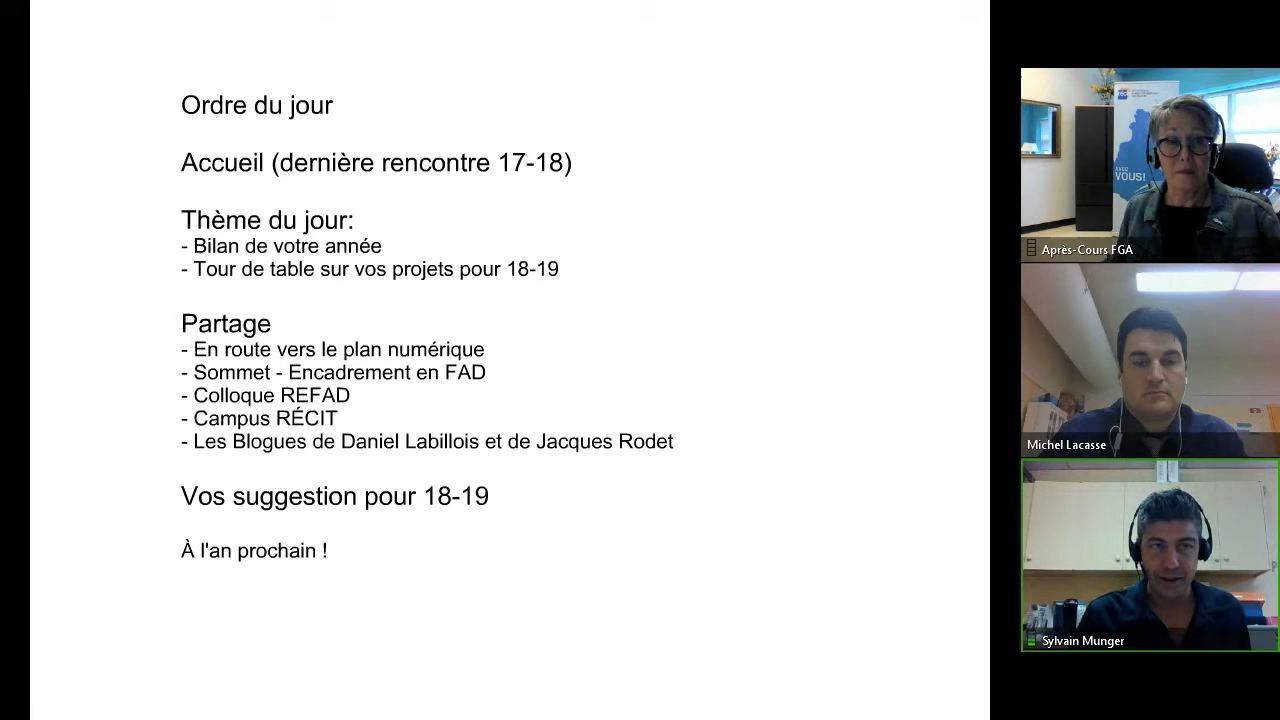 Ordre du jour
Accueil (dernière rencontre 17-18)
Thème du jour:
- Bilan de votre année
- Tour de table sur vos projets pour 18-19
Partage
- En route vers le plan numérique
- Sommet - Encadrement en FAD
- Colloque REFAD
- Campus RÉCIT
- Les Blogues de Daniel Labillois et de Jacques Rodet
Vos suggestion pour 18-19
À l'an prochain !
AVEC
VOUS!
Après-Cours FGA
Michel Lacasse
Sylvain Munger